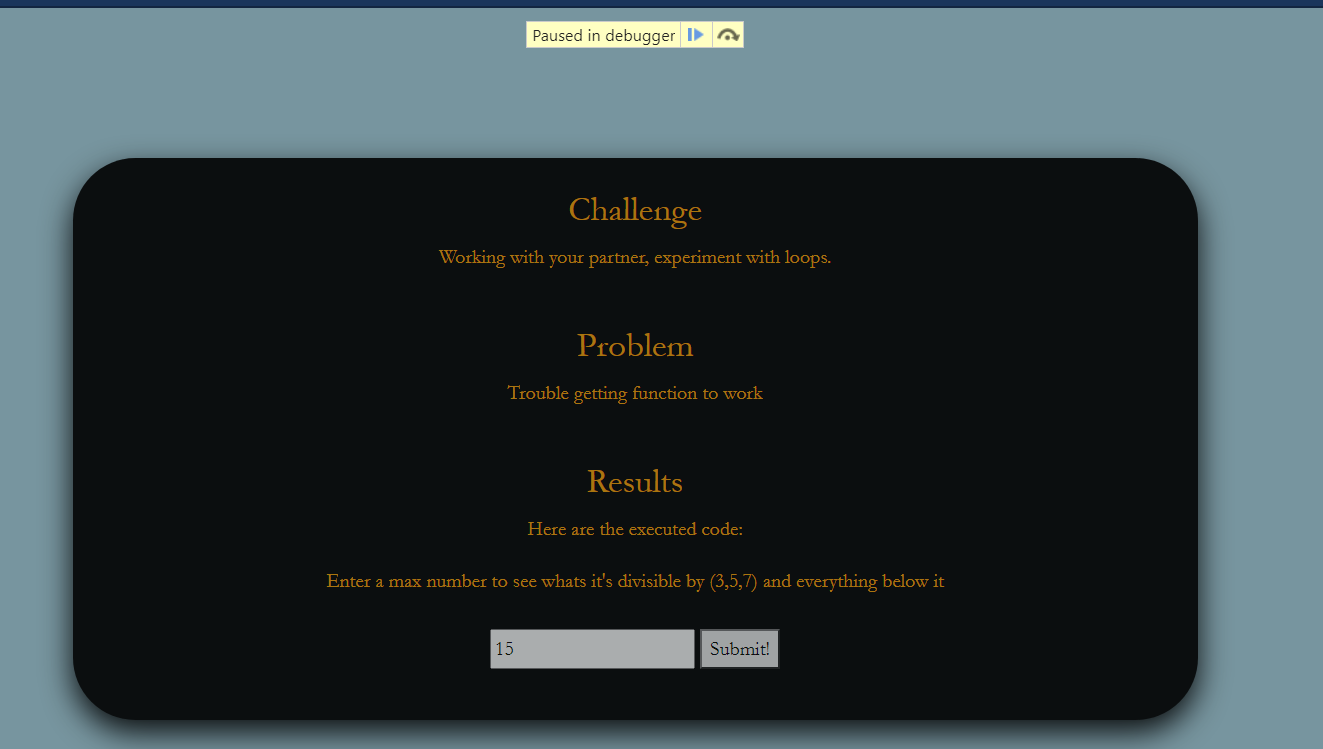 Paused in debugger
Challenge
Working with your partner, experiment with loops.
Problem
Trouble getting function to work
Results
Here are the executed code:
Enter a max number to see whats it's divisible by (3,5,7) and everything below it
15 Submit!